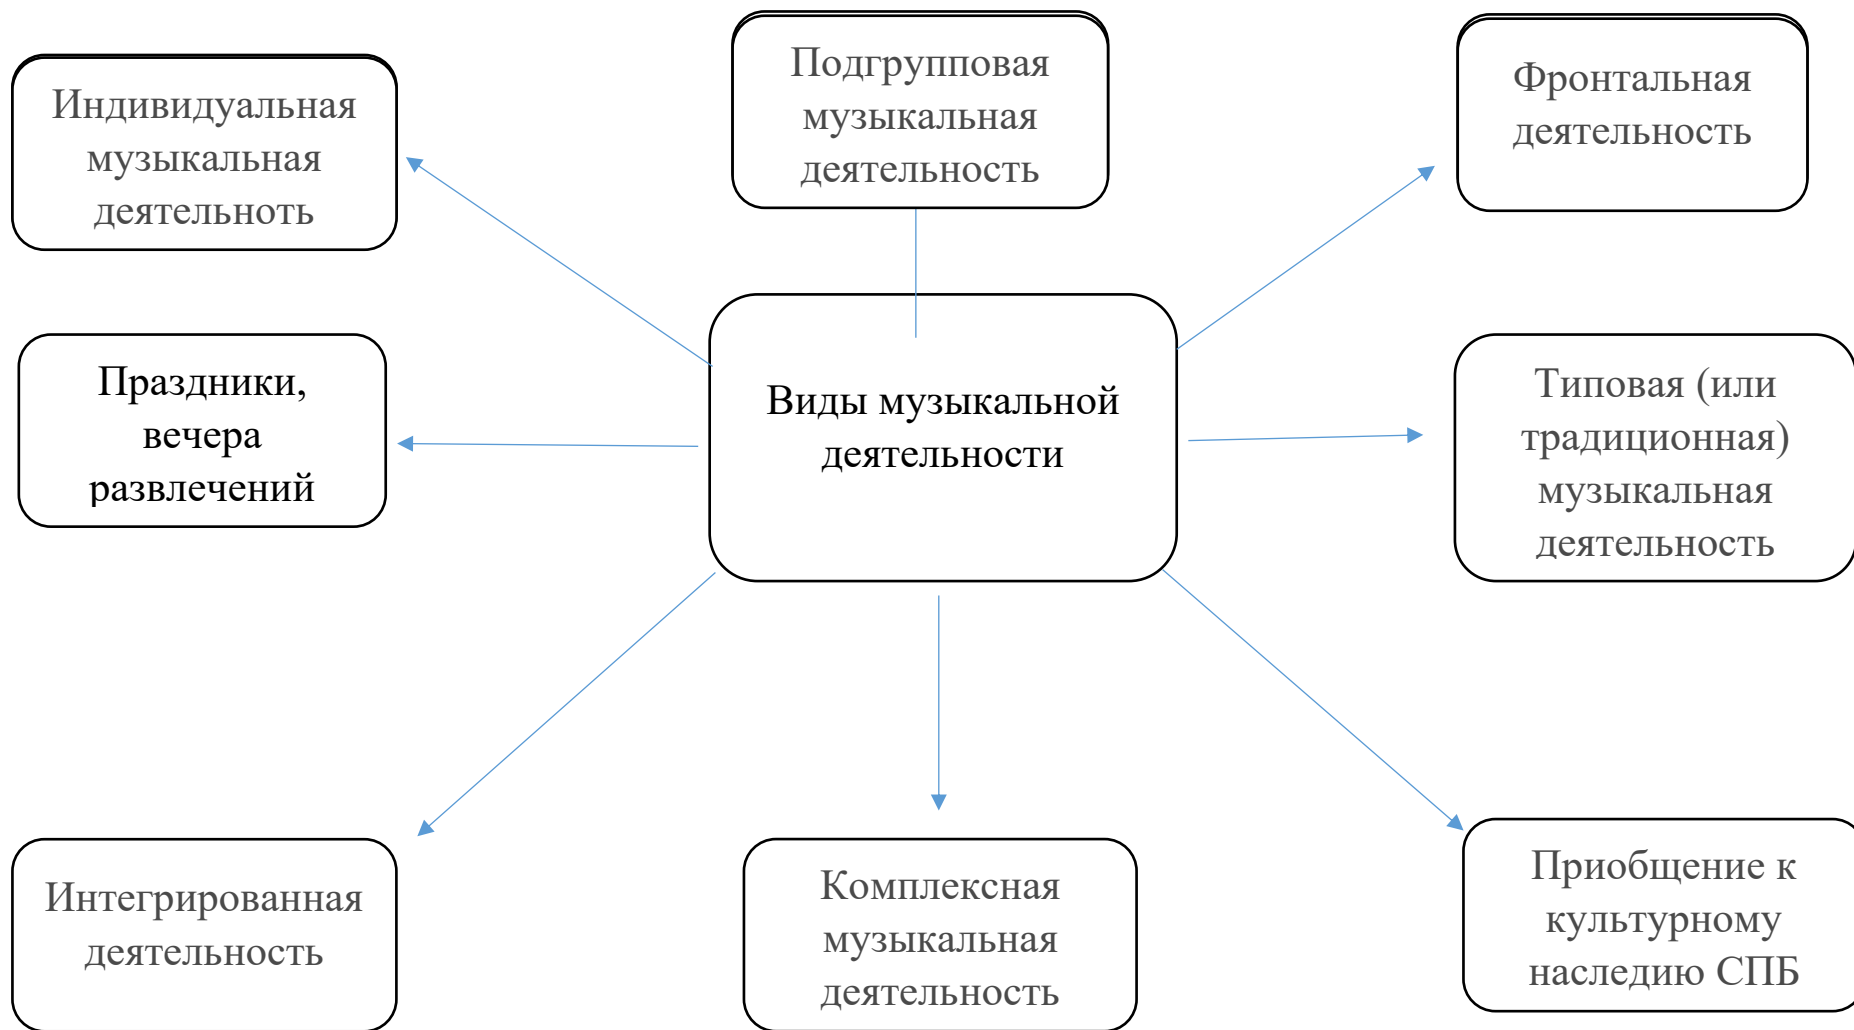 Индивидуальная
музыкальная
деятельноть
Подгрупповая
музыкальная
деятельность
Фронтальная
деятельность
Праздники,
вечера
развлечений
Виды музыкальной
деятельности
Типовая (или
традиционная)
музыкальная
деятельность
Интегрированная
деятельность
Комплексная
музыкальная
деятельность
Приобщение к
культурному
наследию СПБ